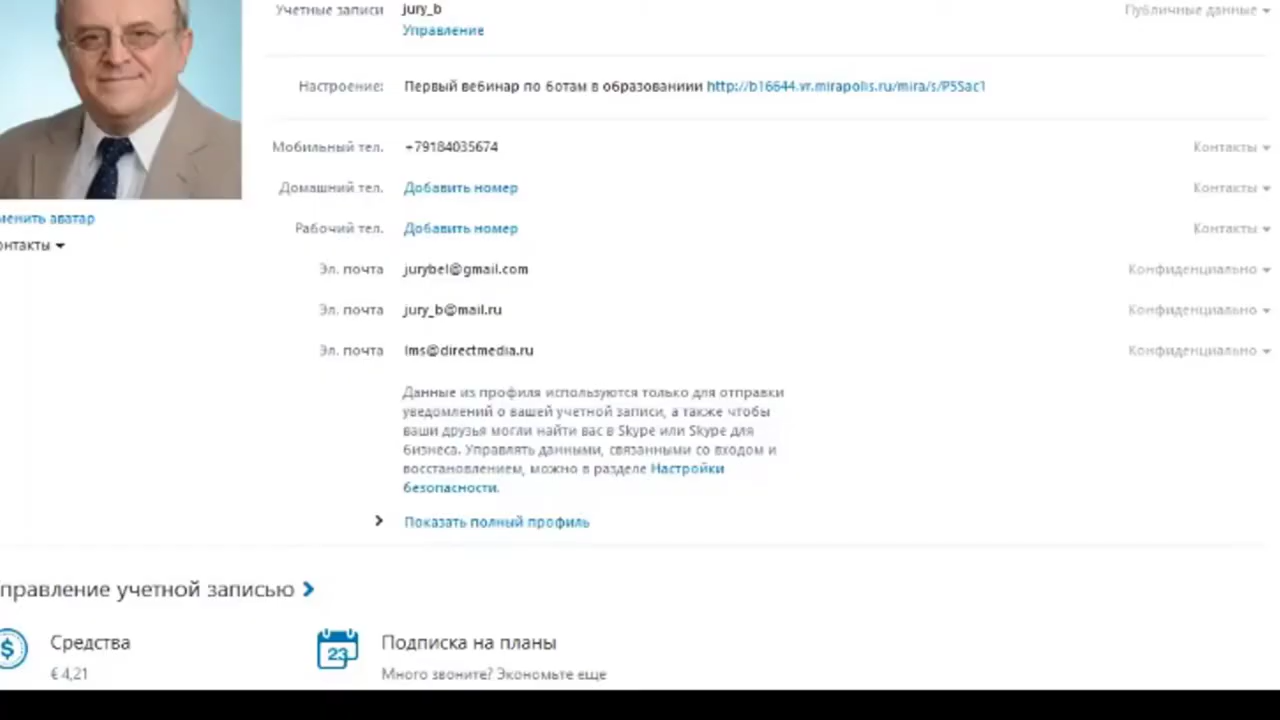 Учетные записи jury_b Публичные данные
Управление
Настроение: Первый вебинар по ботам в образованиии http://b16644.vr.mirapolis.ru/mira/s/P5Sac1
Мобильный тел. +79184035674 Контакты
Домашний тел. Добавить номер Контакты
менить аватар
Рабочий тел. Добавить номер Контакты
онтакты
Эл. почта jurybel@gmail.com Конфиденциально
Эл. почта jury_b@mail.ru Конфиденциально
Эл. почта lms@directmedia.ru Конфиденциально
Данные из профиля используются только для отправки
уведомлений о вашей учетной записи, а также чтобы
ваши друзья могли найти вас в Skype или Skype для
бизнеса. Управлять данными, связанными со входом и
восстановлением, можно в разделе Настройки
безопасности.
Показать полный профиль
правление учетной записью
$ Средства 23 Подписка на планы
€ 4,21 Много звоните? Экономьте еще